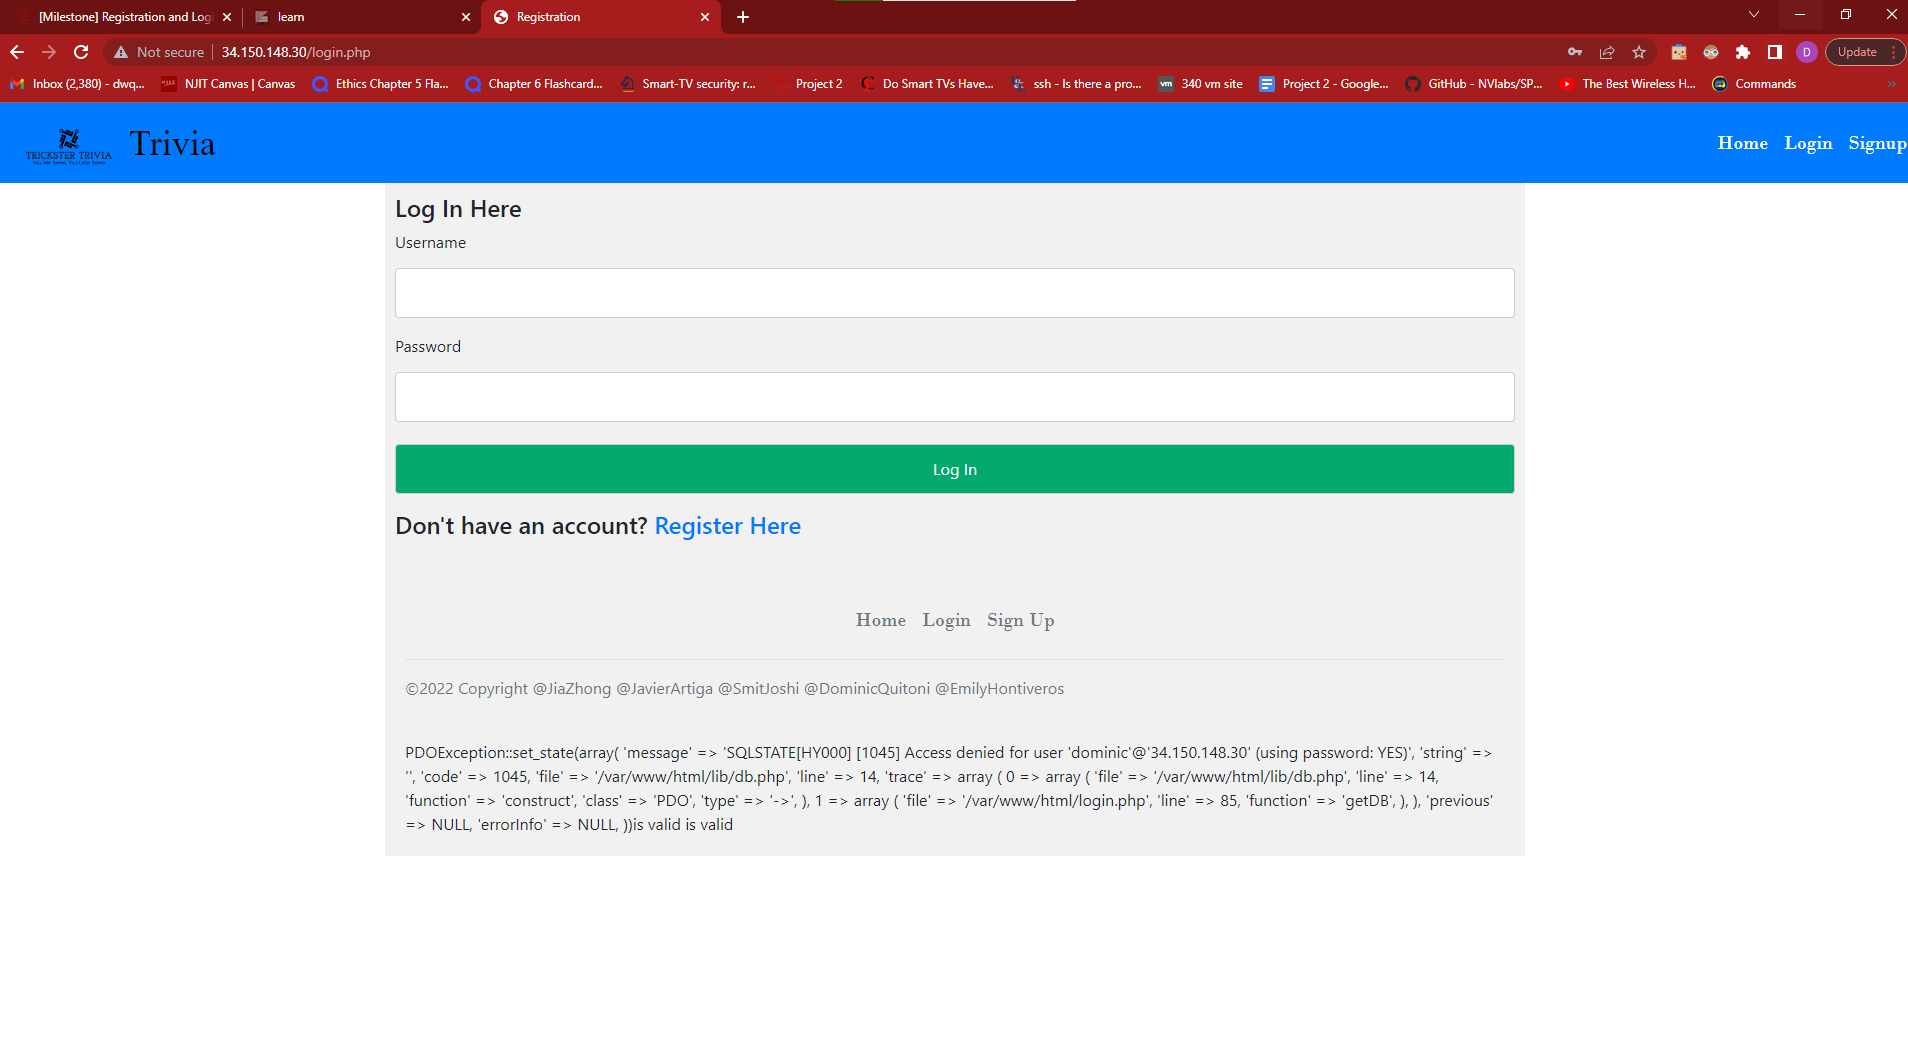 [Milestone] Registration and Log
learn
Registration
Not secure
34.150.148.30/login.php
D
Update
Inbox (2,380) - dwq...
NJIT Canvas | Canvas
Ethics Chapter 5 Fla...
Chapter 6 Flashcard...
Smart-TV security: r...
Project 2
Do Smart TVs Have...
ssh - Is there a pro...
vm
340 vm site
Project 2 - Google...
GitHub - NVlabs/SP...
The Best Wireless H...
Commands
»
TRICKSTER TRIVIA
You Win Some, You Lose Some
Trivia
Home Login Signup
Log In Here
Username
Password
Log In
Don't have an account? Register Here
Home Login Sign Up
©2022 Copyright @JiaZhong @JavierArtiga @SmitJoshi @DominicQuitoni @EmilyHontiveros
PDOException::set_state(array( 'message' => 'SQLSTATE[HY000] [1045] Access denied for user 'dominic'@'34.150.148.30' (using password: YES)', 'string' =>
'', 'code' => 1045, 'file' => '/var/www/html/lib/db.php', 'line' => 14, 'trace' => array ( 0 => array ( 'file' => '/var/www/html/lib/db.php', 'line' => 14,
'function' => 'construct', 'class' => 'PDO', 'type' => '->', ), 1 => array ( 'file' => '/var/www/html/login.php', 'line' => 85, 'function' => 'getDB', ), ), 'previous'
=> NULL, 'errorInfo' => NULL, ))is valid is valid